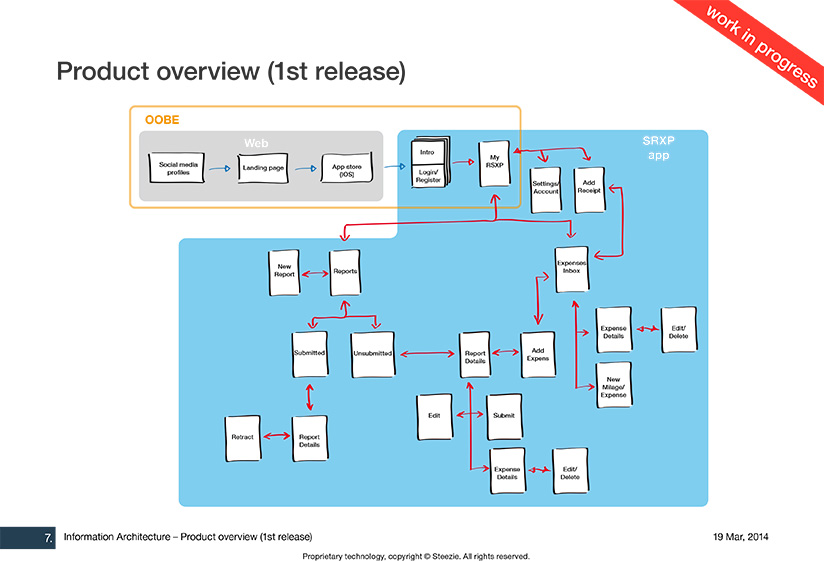 work in progress
Product overview (1st release)
OOBE
Web
SRXP
app
Social media
profiles
Landing page
App store
(iOS)
Intro
Login/
Register
My
RSXP
Settings/
Account
Add
Receipt
New
Report
Reports
Expenses
Inbox
Submitted
Unsubmitted
Report
Details
Add
Expens
Expense
Details
Edit/
Delete
New
Milage/
Expense
Edit
Submit
Retract
Report
Details
Expense
Details
Edit/
Delete
7.
Information Architecture – Product overview (1st release)
19 Mar, 2014
Proprietary technology, copyright © Steezie. All rights reserved.